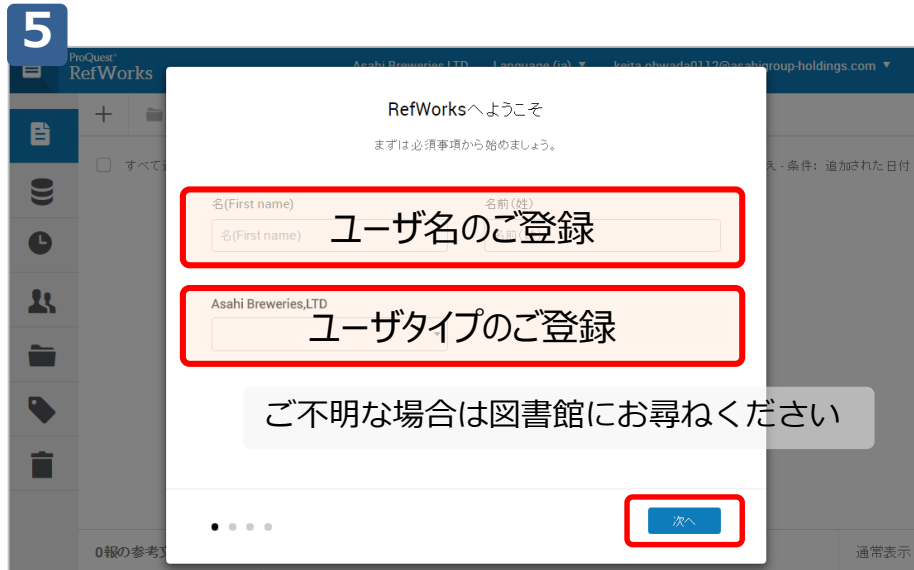 5
ProQuest®
RefWorks
Asahi Breweries,LTD Language (ja) ▼ keita.ohwada0112@asahigroup-holdings.com ▼
RefWorksへようこそ
まずは必須事項から始めましょう。
すべて
え - 条件: 追加された日付
名(First name) 名前(姓)
名(First name)
ユーザ名のご登録
Asahi Breweries,LTD
ユーザタイプのご登録
ご不明な場合は図書館にお尋ねください
次へ
0報の参考文
通常表示